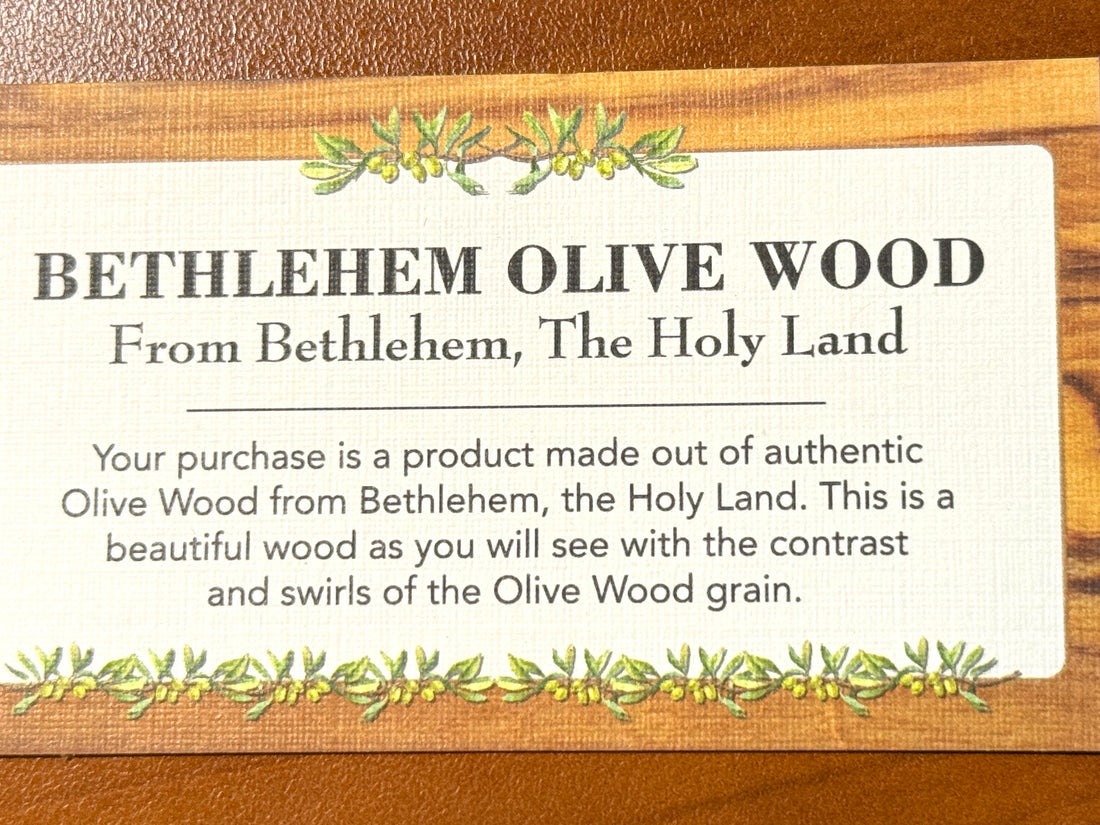 BETHLEHEM OLIVE WOOD
From Bethlehem, The Holy Land
Your purchase is a product made out of authentic
Olive Wood from Bethlehem, the Holy Land. This is a
beautiful wood as you will see with the contrast
and swirls of the Olive Wood grain.